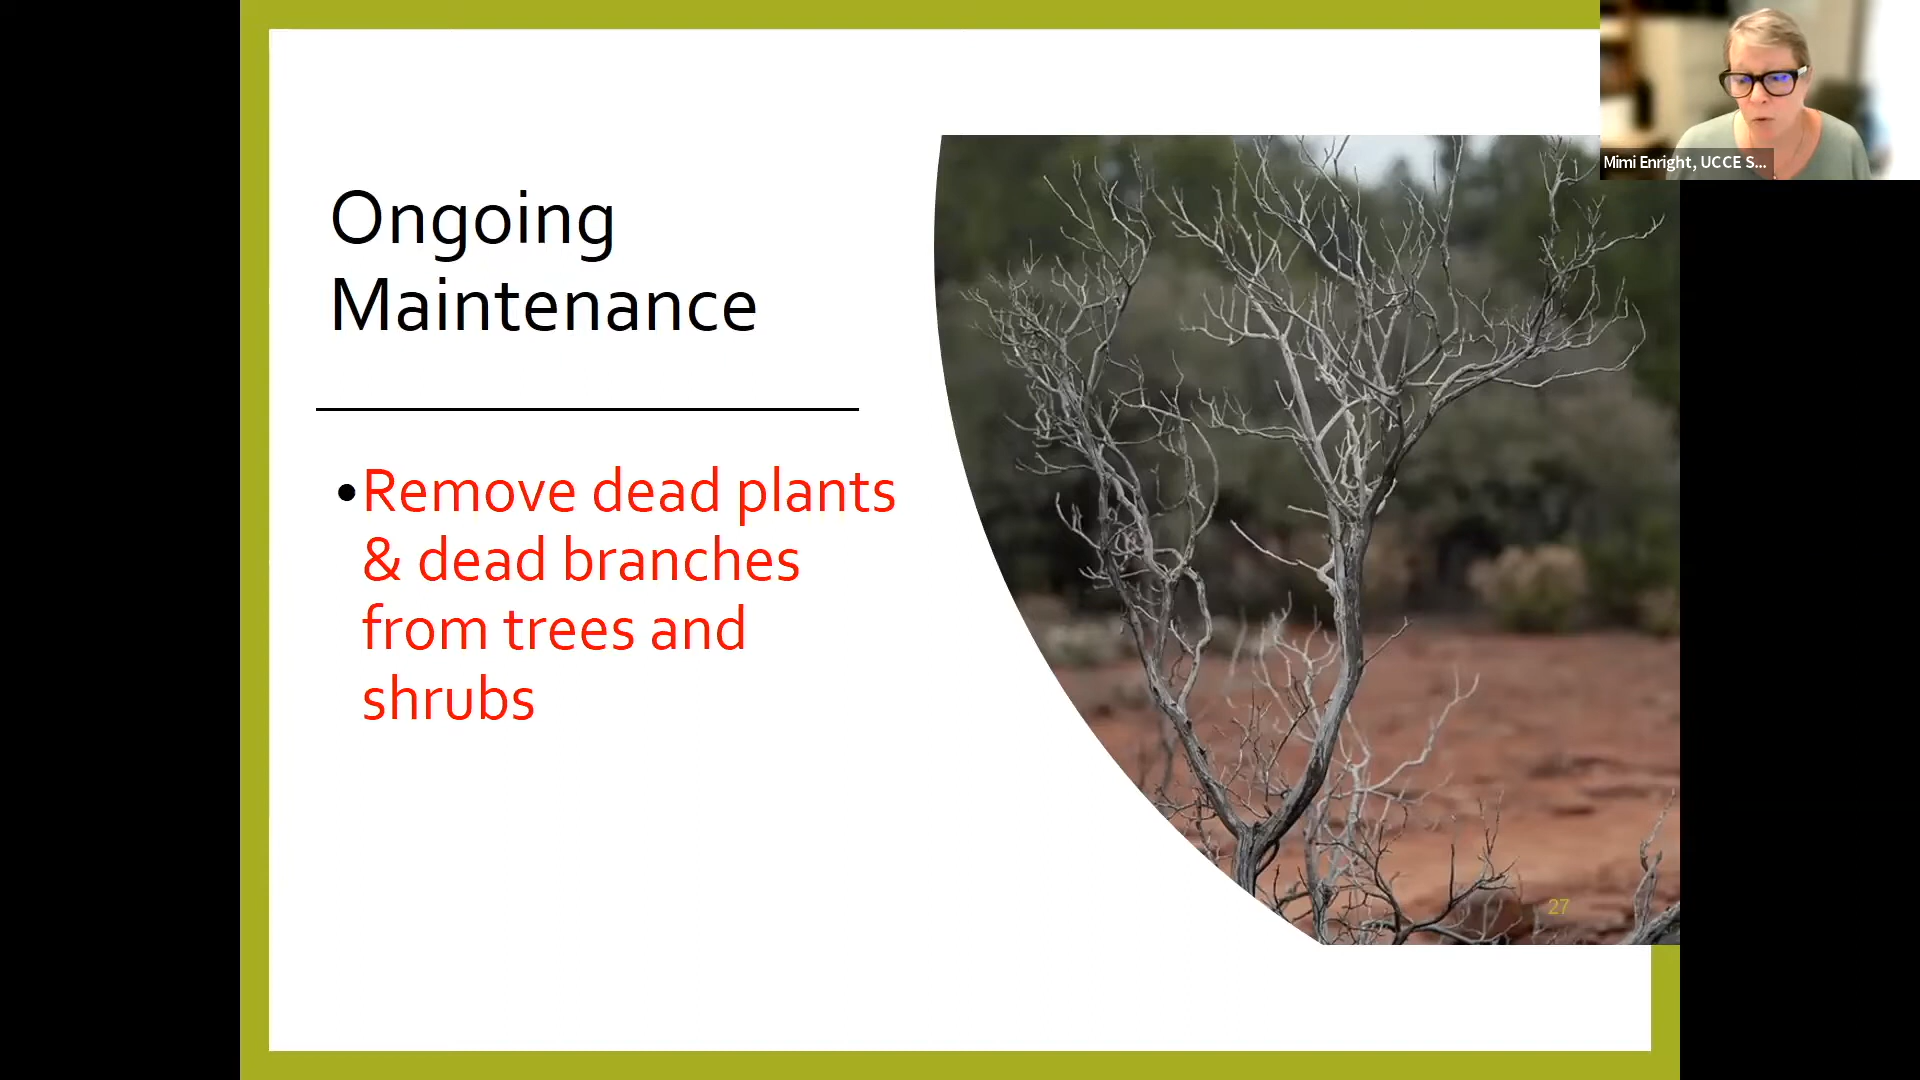 Ongoing
Maintenance
•Remove dead plants
& dead branches
from trees and
shrubs
Mimi Enright, UCCE S...
27